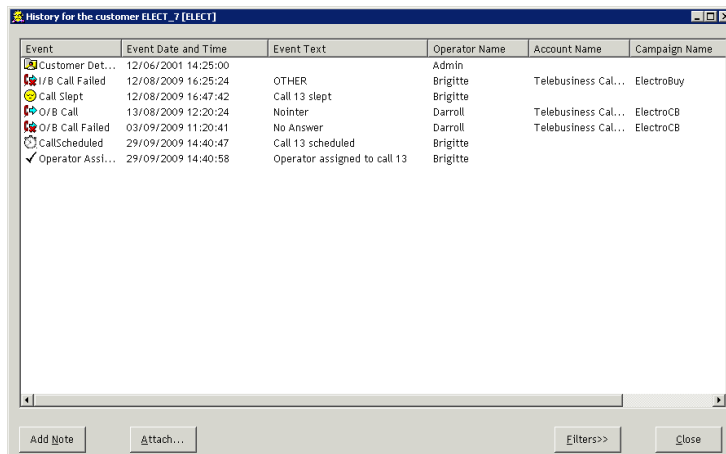 History for the customer ELECT_7 [ELECT]
Event Event Date and Time Event Text Operator Name Account Name Campaign Name
Customer Det... 12/06/2001 14:25:00 Admin
I/B Call Failed 12/08/2009 16:25:24 OTHER Brigitte Telebusiness Cal... ElectroBuy
Call Slept 12/08/2009 16:47:42 Call 13 slept Brigitte
O/B Call 13/08/2009 12:20:24 Nointer Darroll Telebusiness Cal... ElectroCB
O/B Call Failed 03/09/2009 11:20:41 No Answer Darroll Telebusiness Cal... ElectroCB
CallScheduled 29/09/2009 14:40:47 Call 13 scheduled Brigitte
Operator Assi... 29/09/2009 14:40:58 Operator assigned to call 13 Brigitte
Add Note Attach... Filters>> Close